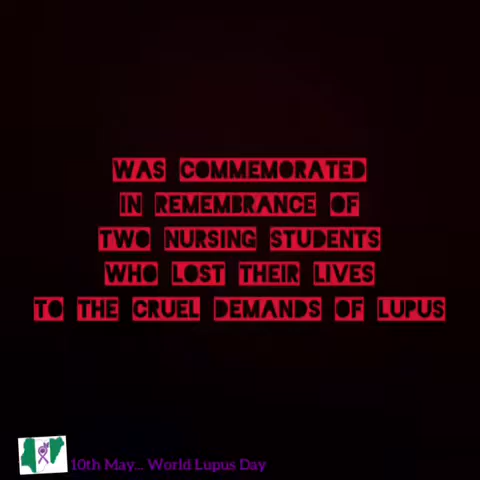 WAS COMMEMORATED
IN REMEMBRANCE OF
TWO NURSING STUDENTS
WHO LOST THEIR LIVES
TO THE CRUEL DEMANDS OF LUPUS
10th May... World Lupus Day